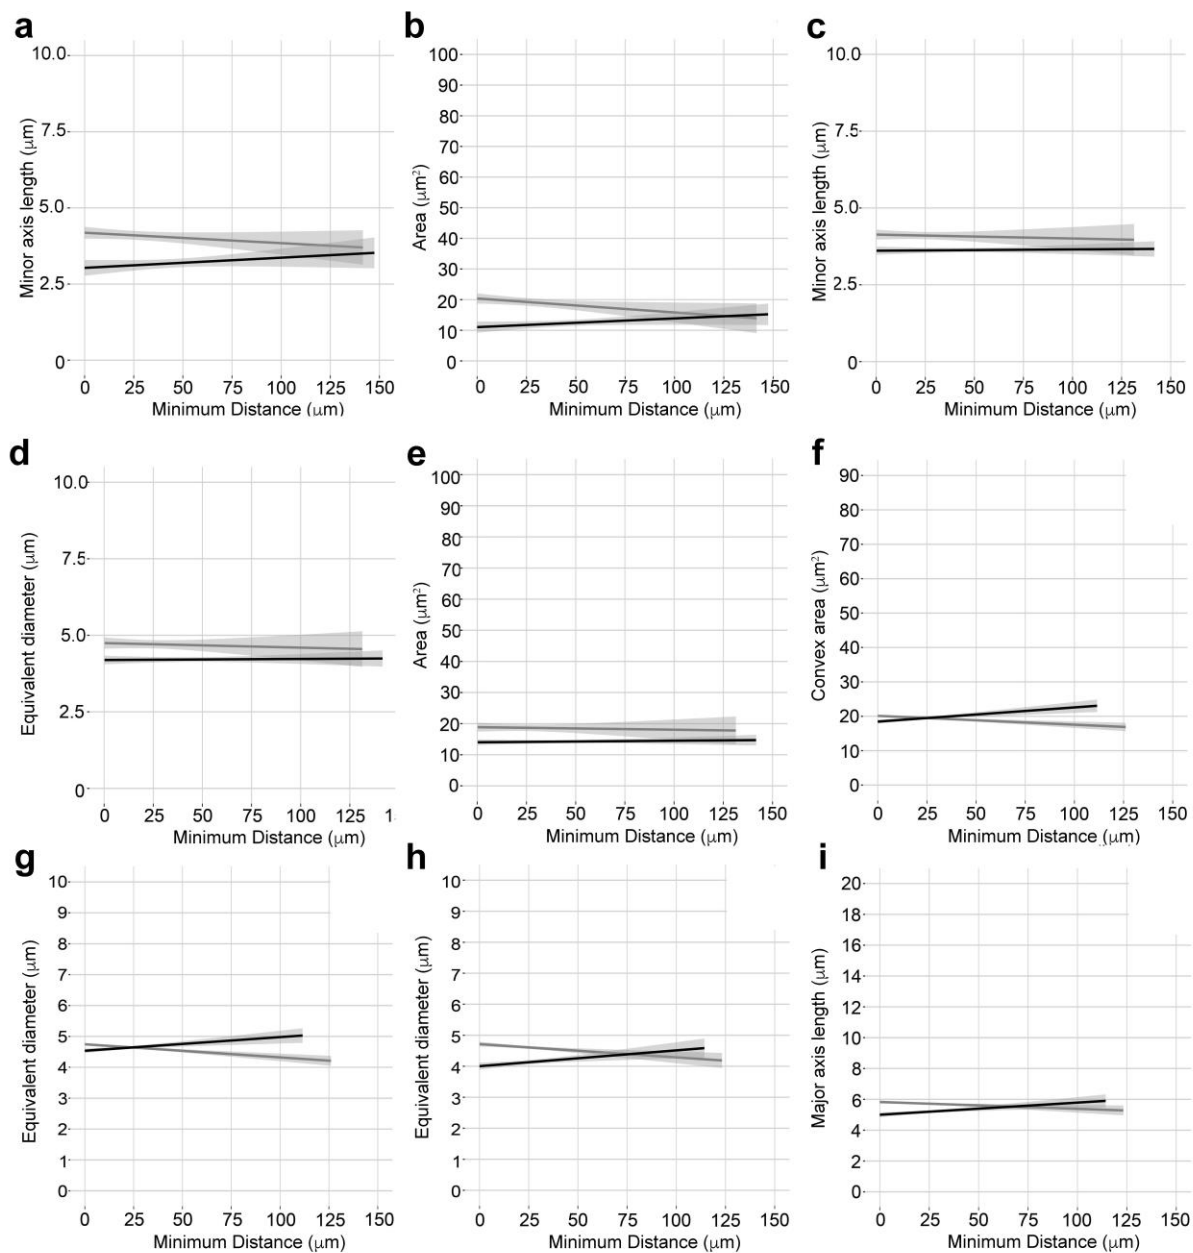 a
b
c
10.0
7.5
5.0
2.5
0
Minor axis length (μm)
0 25 50 75 100 125 150
Minimum Distance (μm)
100
90
80
70
60
50
40
30
20
10
0
Area (μm²)
0 25 50 75 100 125 150
Minimum Distance (μm)
10.0
7.5
5.0
2.5
0
Minor axis length (μm)
0 25 50 75 100 125 150
Minimum Distance (μm)
d
e
f
10.0
7.5
5.0
2.5
0
Equivalent diameter (μm)
0 25 50 75 100 125
Minimum Distance (μm)
100
90
80
70
60
50
40
30
20
10
0
Area (μm²)
0 25 50 75 100 125 150
Minimum Distance (μm)
90
80
70
60
50
40
30
20
10
0
Convex area (μm²)
0 25 50 75 100 125 150
Minimum Distance (μm)
g
h
i
10
9
8
7
6
5
4
3
2
1
0
Equivalent diameter (μm)
0 25 50 75 100 125 150
Minimum Distance (μm)
10
9
8
7
6
5
4
3
2
1
0
Equivalent diameter (μm)
0 25 50 75 100 125 150
Minimum Distance (μm)
20
18
16
14
12
10
8
6
4
2
0
Major axis length (μm)
0 25 50 75 100 125 150
Minimum Distance (μm)